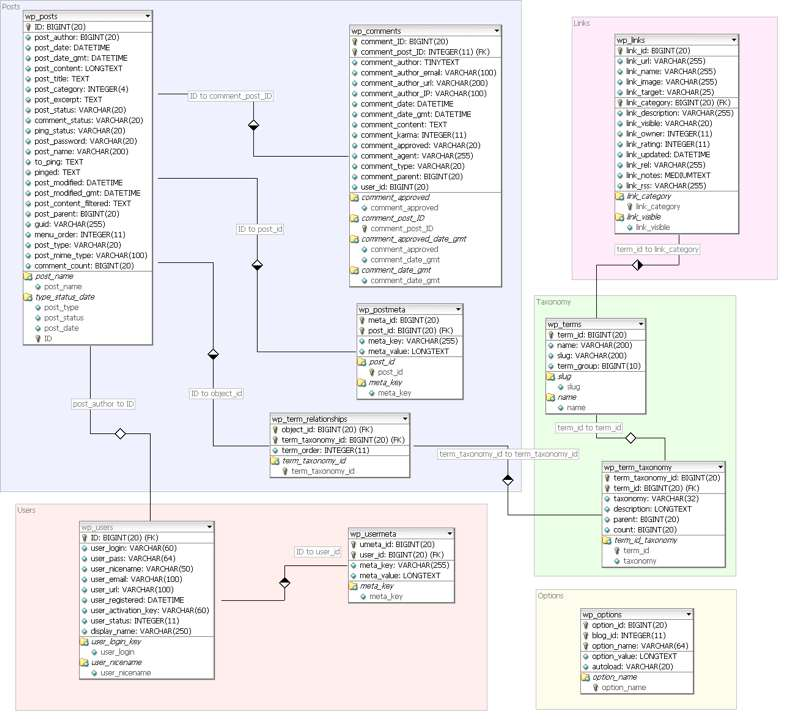 Posts
wp_posts
ID: BIGINT(20)
post_author: BIGINT(20)
post_date: DATETIME
post_date_gmt: DATETIME
post_content: LONGTEXT
post_title: TEXT
post_category: INTEGER(4)
post_excerpt: TEXT
post_status: VARCHAR(20)
comment_status: VARCHAR(20)
ping_status: VARCHAR(20)
post_password: VARCHAR(20)
post_name: VARCHAR(200)
to_ping: TEXT
pinged: TEXT
post_modified: DATETIME
post_modified_gmt: DATETIME
post_content_filtered: TEXT
post_parent: BIGINT(20)
guid: VARCHAR(255)
menu_order: INTEGER(11)
post_type: VARCHAR(20)
post_mime_type: VARCHAR(100)
comment_count: BIGINT(20)
post_name
post_name
type_status_date
post_type
post_status
post_date
ID
ID to comment_post_ID
wp_comments
comment_ID: BIGINT(20)
comment_post_ID: INTEGER(11) (FK)
comment_author: TINYTEXT
comment_author_email: VARCHAR(100)
comment_author_url: VARCHAR(200)
comment_author_IP: VARCHAR(100)
comment_date: DATETIME
comment_date_gmt: DATETIME
comment_content: TEXT
comment_karma: INTEGER(11)
comment_approved: VARCHAR(20)
comment_agent: VARCHAR(255)
comment_type: VARCHAR(20)
comment_parent: BIGINT(20)
user_id: BIGINT(20)
comment_approved
comment_approved
comment_post_ID
comment_post_ID
comment_approved_date_gmt
comment_approved
comment_date_gmt
comment_date_gmt
comment_date_gmt
ID to post_id
wp_postmeta
meta_id: BIGINT(20)
post_id: BIGINT(20) (FK)
meta_key: VARCHAR(255)
meta_value: LONGTEXT
post_id
post_id
meta_key
meta_key
ID to object_id
wp_term_relationships
object_id: BIGINT(20) (FK)
term_taxonomy_id: BIGINT(20) (FK)
term_order: INTEGER(11)
term_taxonomy_id
term_taxonomy_id
term_taxonomy_id to term_taxonomy_id
post_author to ID
Links
wp_links
link_id: BIGINT(20)
link_url: VARCHAR(255)
link_name: VARCHAR(255)
link_image: VARCHAR(255)
link_target: VARCHAR(25)
link_category: BIGINT(20) (FK)
link_description: VARCHAR(255)
link_visible: VARCHAR(20)
link_owner: INTEGER(11)
link_rating: INTEGER(11)
link_updated: DATETIME
link_rel: VARCHAR(255)
link_notes: MEDIUMTEXT
link_rss: VARCHAR(255)
link_category
link_category
link_visible
link_visible
term_id to link_category
Taxonomy
wp_terms
term_id: BIGINT(20)
name: VARCHAR(200)
slug: VARCHAR(200)
term_group: BIGINT(10)
slug
slug
name
name
term_id to term_id
wp_term_taxonomy
term_taxonomy_id: BIGINT(20)
term_id: BIGINT(20) (FK)
taxonomy: VARCHAR(32)
description: LONGTEXT
parent: BIGINT(20)
count: BIGINT(20)
term_id_taxonomy
term_id
taxonomy
Users
wp_users
ID: BIGINT(20) (FK)
user_login: VARCHAR(60)
user_pass: VARCHAR(64)
user_nicename: VARCHAR(50)
user_email: VARCHAR(100)
user_url: VARCHAR(100)
user_registered: DATETIME
user_activation_key: VARCHAR(60)
user_status: INTEGER(11)
display_name: VARCHAR(250)
user_login_key
user_login
user_nicename
user_nicename
ID to user_id
wp_usermeta
umeta_id: BIGINT(20)
user_id: BIGINT(20) (FK)
meta_key: VARCHAR(255)
meta_value: LONGTEXT
meta_key
meta_key
Options
wp_options
option_id: BIGINT(20)
blog_id: INTEGER(11)
option_name: VARCHAR(64)
option_value: LONGTEXT
autoload: VARCHAR(20)
option_name
option_name